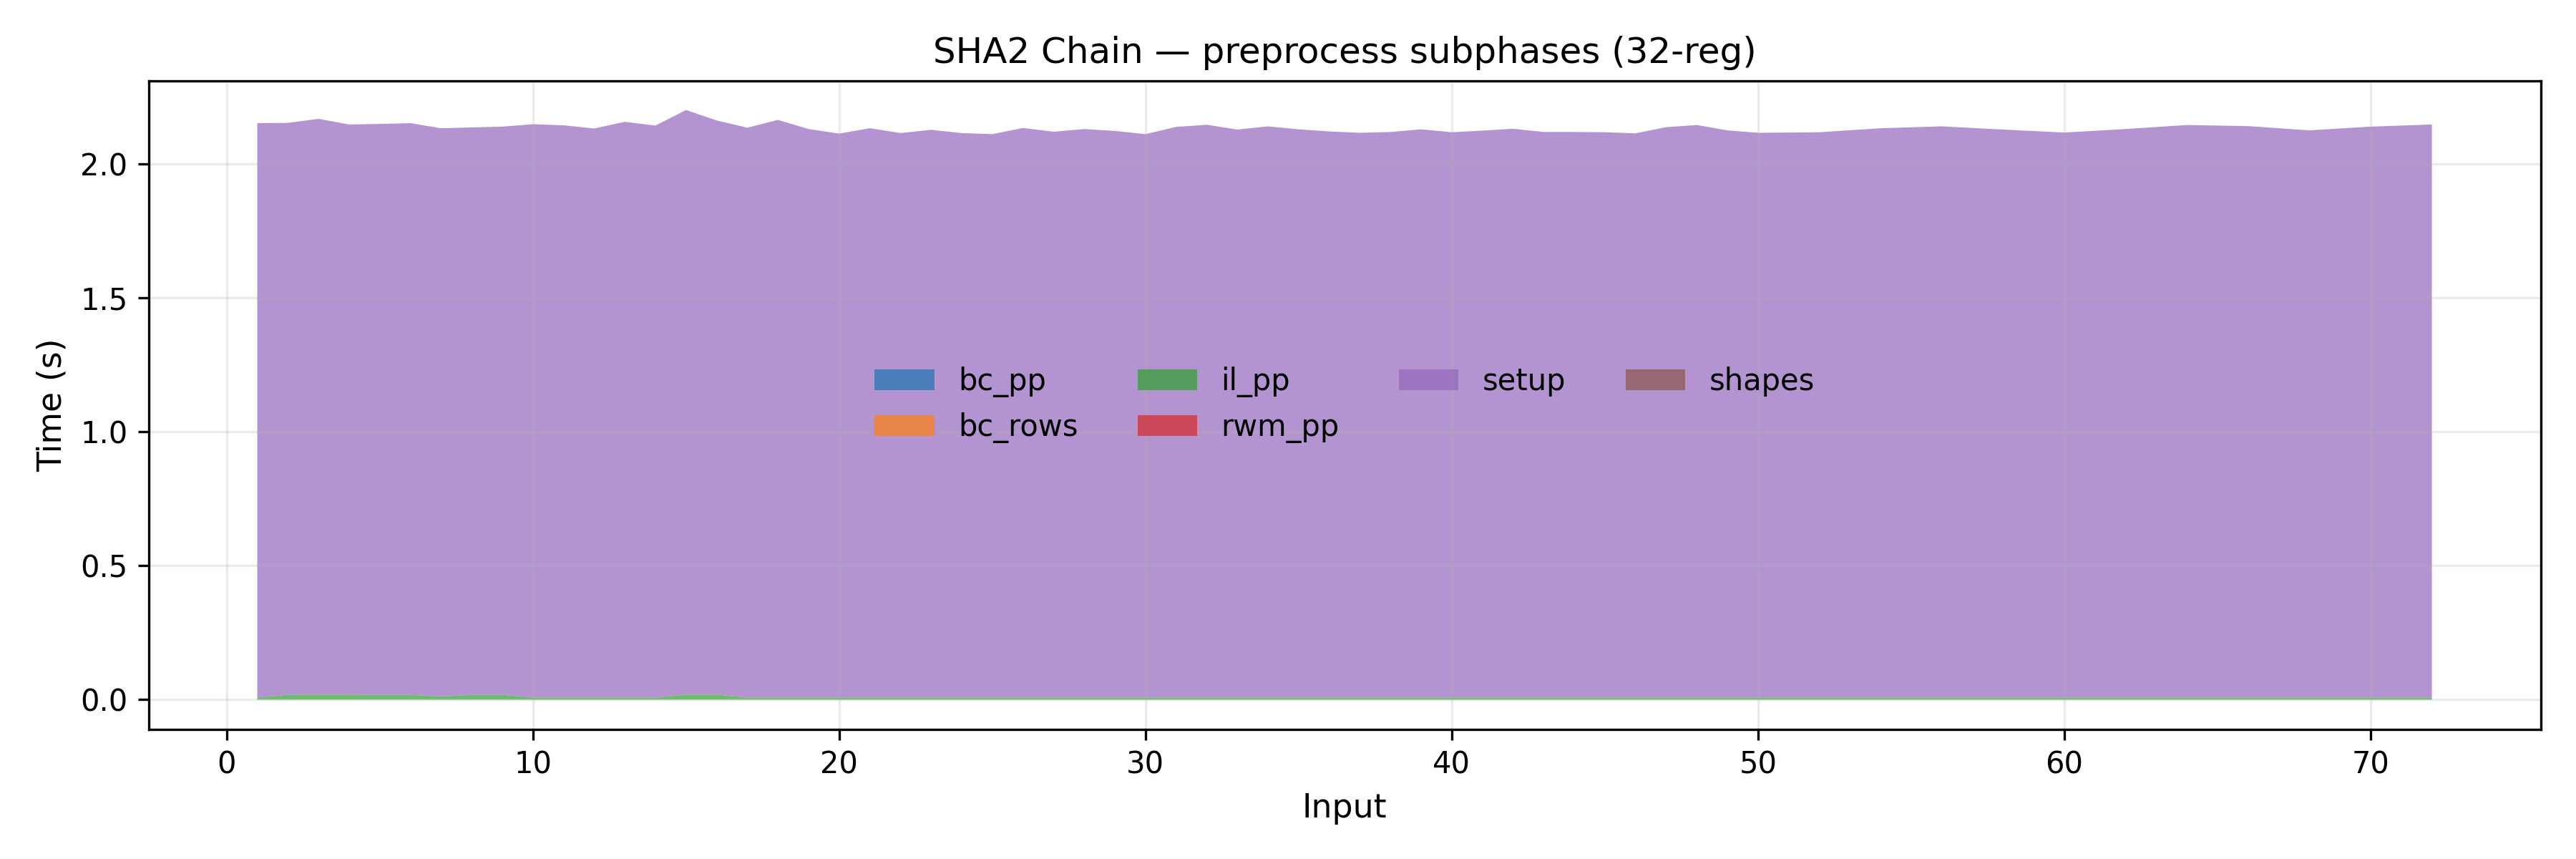 SHA2 Chain — preprocess subphases (32-reg)
Time (s)
2.0
1.5
1.0
0.5
0.0
bc_pp il_pp setup shapes
bc_rows rwm_pp
0 10 20 30 40 50 60 70
Input